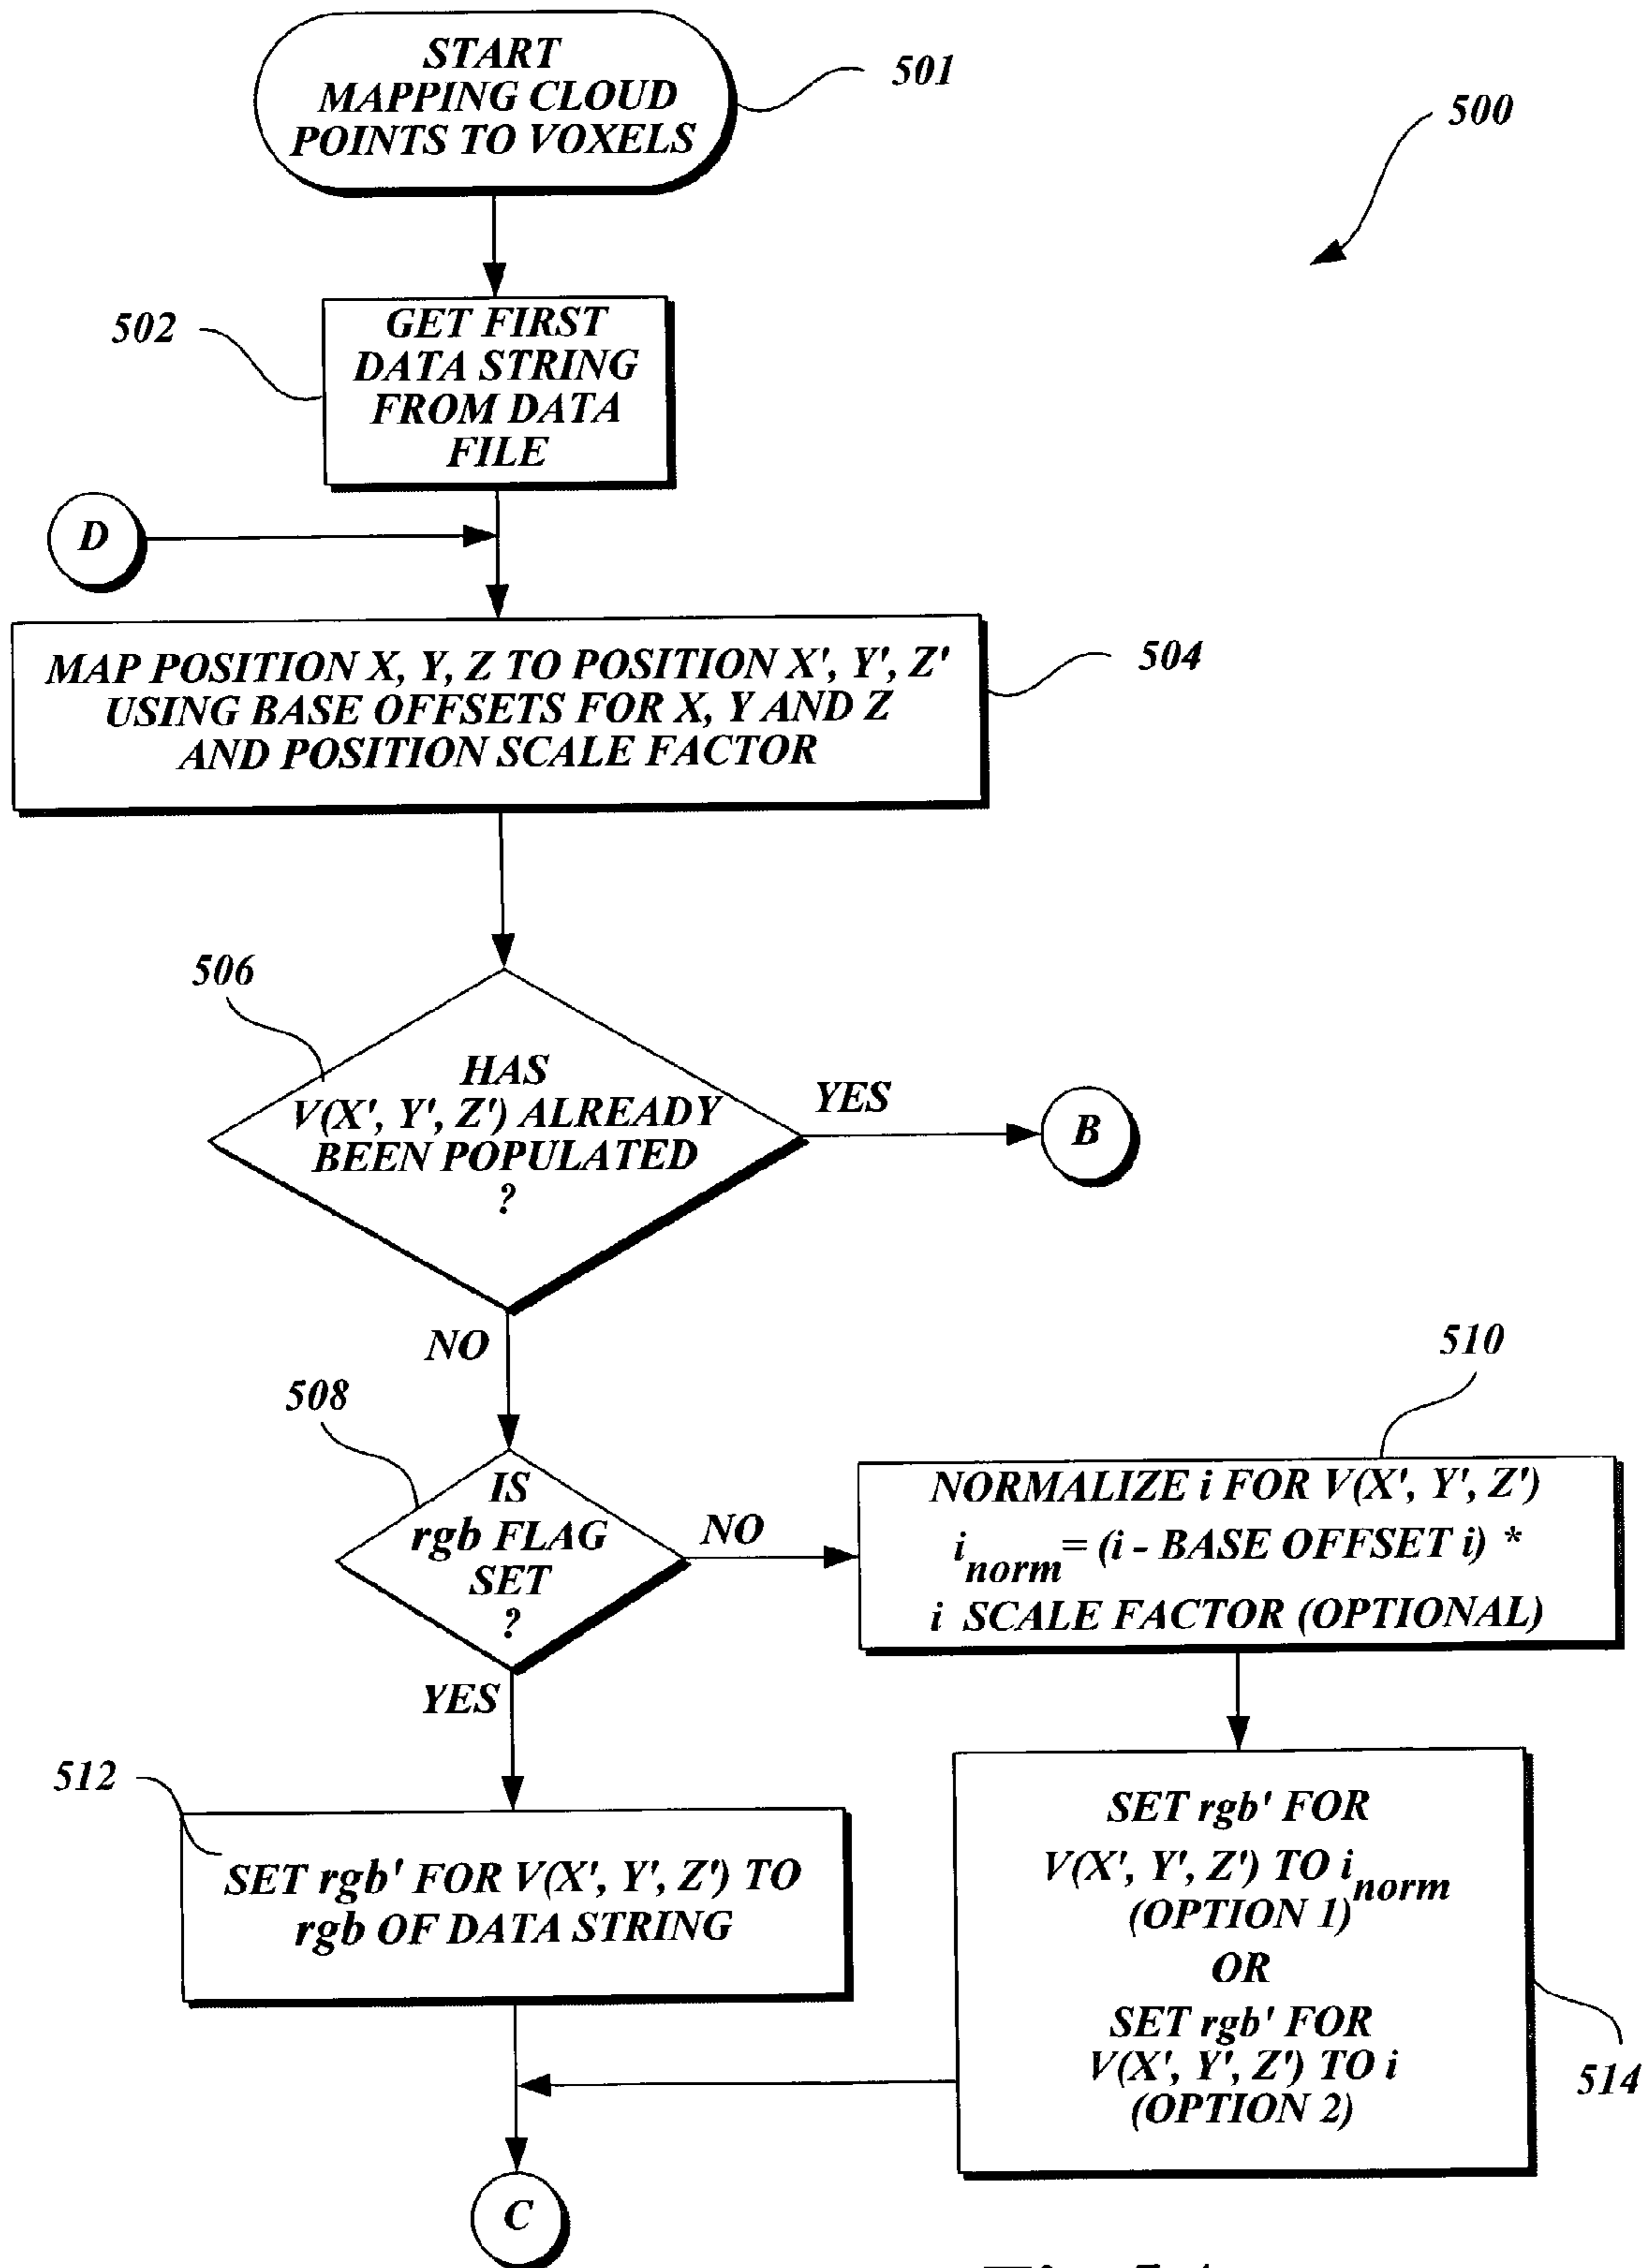 START
MAPPING CLOUD
POINTS TO VOXELS
501
500
502
GET FIRST
DATA STRING
FROM DATA
FILE
D
MAP POSITION X, Y, Z TO POSITION X', Y', Z'
USING BASE OFFSETS FOR X, Y AND Z
AND POSITION SCALE FACTOR
504
506
HAS
V(X', Y', Z') ALREADY
BEEN POPULATED
?
YES
B
NO
508
IS
rgb FLAG
SET
?
NO
510
NORMALIZE i FOR V(X', Y', Z')
i norm = (i - BASE OFFSET i) *
i SCALE FACTOR (OPTIONAL)
YES
512
SET rgb' FOR V(X', Y', Z') TO
rgb OF DATA STRING
SET rgb' FOR
V(X', Y', Z') TO i norm
(OPTION 1)
OR
SET rgb' FOR
V(X', Y', Z') TO i
(OPTION 2)
514
C